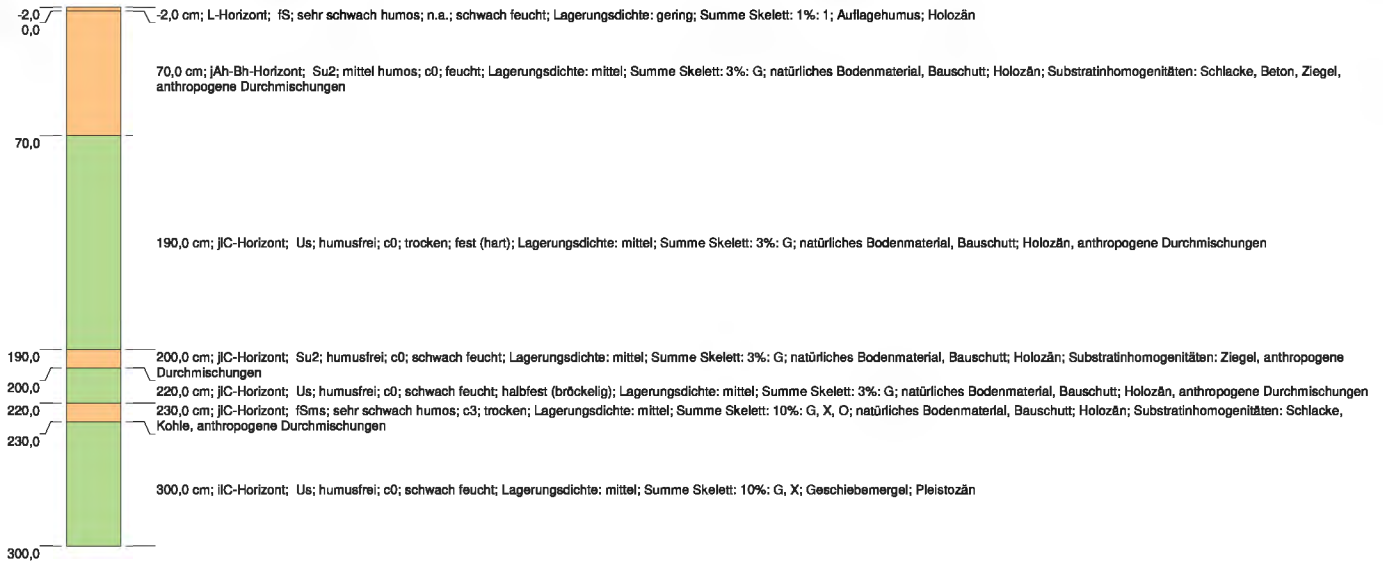 -2,0
0,0
-2,0 cm; L-Horizont; fS; sehr schwach humos; n.a.; schwach feucht; Lagerungsdichte: gering; Summe Skelett: 1%: 1; Auflagehumus; Holozän
70,0 cm; jAh-Bh-Horizont; Su2; mittel humos; c0; feucht; Lagerungsdichte: mittel; Summe Skelett: 3%: G; natürliches Bodenmaterial, Bauschutt; Holozän; Substratinhomogenitäten: Schlacke, Beton, Ziegel,
anthropogene Durchmischungen
70,0
190,0 cm; jIC-Horizont; Us; humusfrei; c0; trocken; fest (hart); Lagerungsdichte: mittel; Summe Skelett: 3%: G; natürliches Bodenmaterial, Bauschutt; Holozän, anthropogene Durchmischungen
190,0
200,0 cm; jIC-Horizont; Su2; humusfrei; c0; schwach feucht; Lagerungsdichte: mittel; Summe Skelett: 3%: G; natürliches Bodenmaterial, Bauschutt; Holozän; Substratinhomogenitäten: Ziegel, anthropogene
Durchmischungen
200,0
220,0 cm; jIC-Horizont; Us; humusfrei; c0; schwach feucht; halbfest (bröckelig); Lagerungsdichte: mittel; Summe Skelett: 3%: G; natürliches Bodenmaterial, Bauschutt; Holozän, anthropogene Durchmischungen
220,0
230,0 cm; jIC-Horizont; fSms; sehr schwach humos; c3; trocken; Lagerungsdichte: mittel; Summe Skelett: 10%: G, X, O; natürliches Bodenmaterial, Bauschutt; Holozän; Substratinhomogenitäten: Schlacke,
Kohle, anthropogene Durchmischungen
230,0
300,0 cm; ilC-Horizont; Us; humusfrei; c0; schwach feucht; Lagerungsdichte: mittel; Summe Skelett: 10%: G, X; Geschiebemergel; Pleistozän
300,0